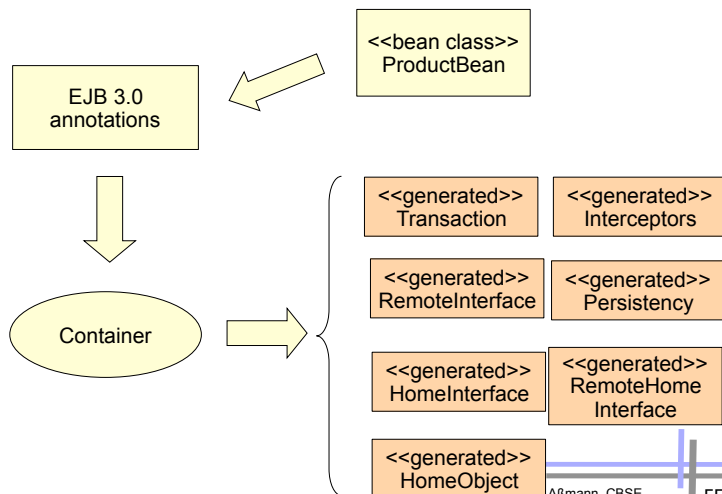 <<bean class>>
ProductBean
EJB 3.0
annotations
<<generated>>
Transaction
<<generated>>
Interceptors
<<generated>>
RemoteInterface
<<generated>>
Persistency
Container
<<generated>>
HomeInterface
<<generated>>
RemoteHome
Interface
<<generated>>
HomeObject
Aßmann, CBSE